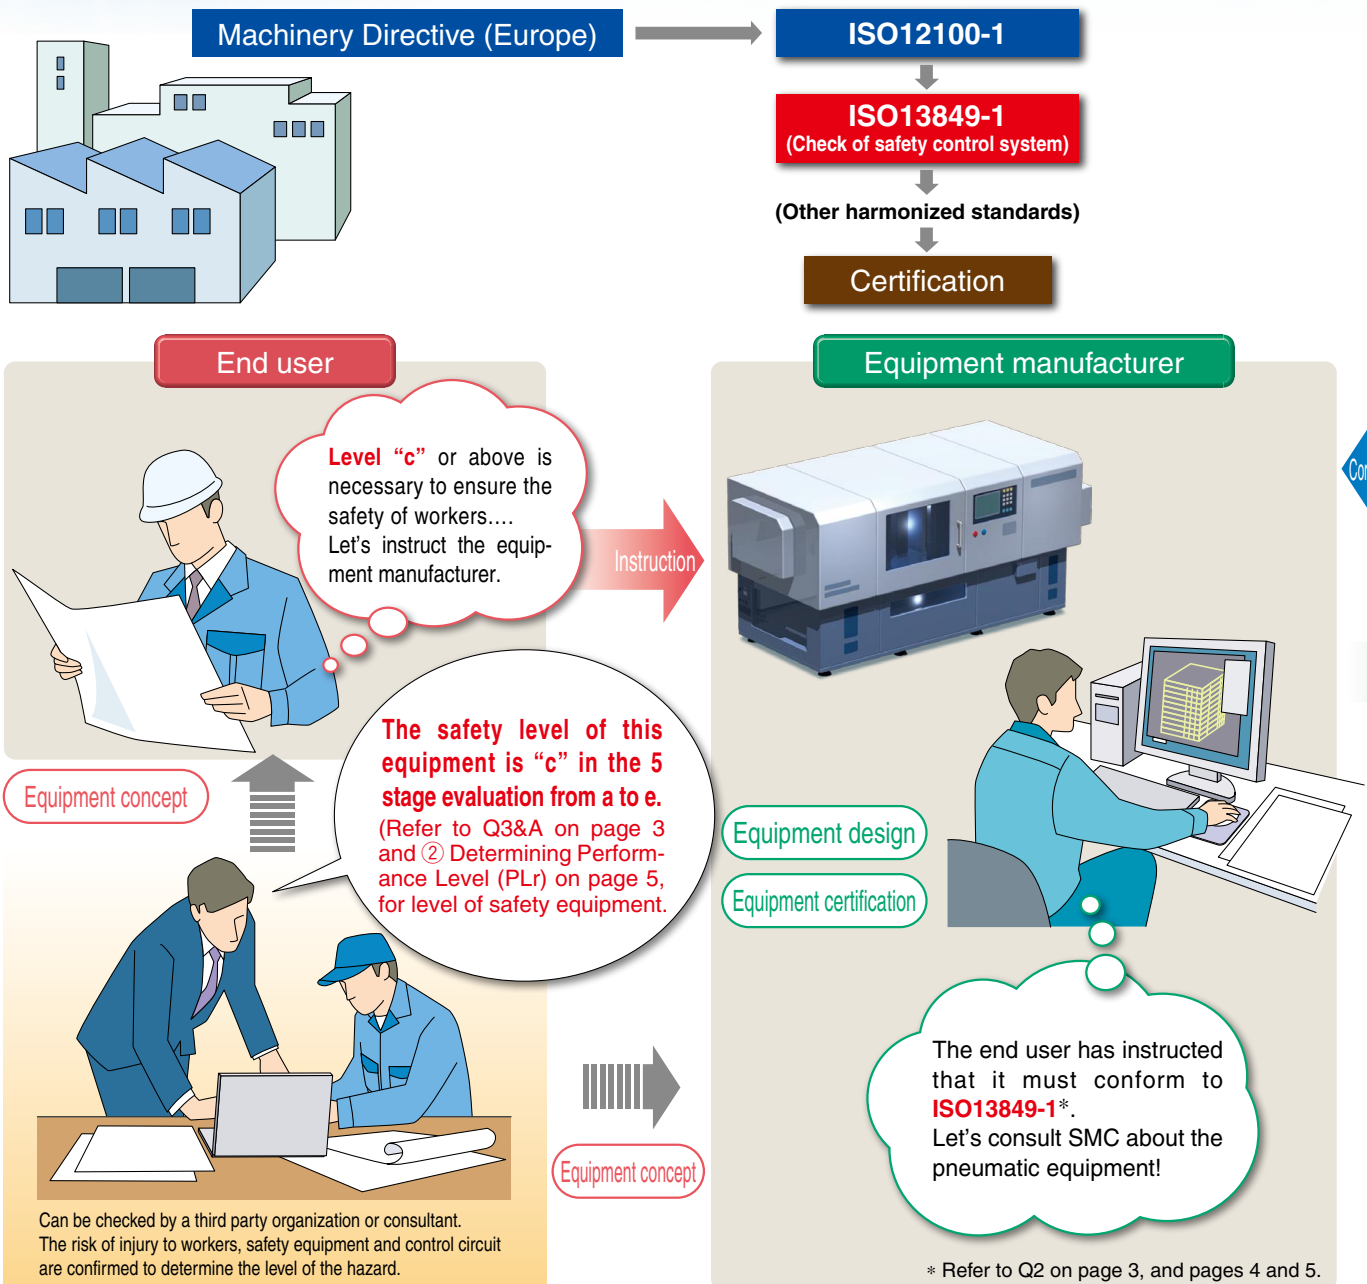 Machinery Directive (Europe)
ISO12100-1
ISO13849-1
(Check of safety control system)
(Other harmonized standards)
Certification
End user
Level “c” or above is
necessary to ensure the
safety of workers....
Let’s instruct the equip-
ment manufacturer.
Instruction
Equipment concept
The safety level of this
equipment is “c” in the 5
stage evaluation from a to e.
(Refer to Q3&A on page 3
and ② Determining Perform-
ance Level (PLr) on page 5,
for level of safety equipment.
Can be checked by a third party organization or consultant.
The risk of injury to workers, safety equipment and control circuit
are confirmed to determine the level of the hazard.
Equipment concept
Equipment manufacturer
Equipment design
Equipment certification
The end user has instructed
that it must conform to
ISO13849-1*.
Let’s consult SMC about the
pneumatic equipment!
* Refer to Q2 on page 3, and pages 4 and 5.